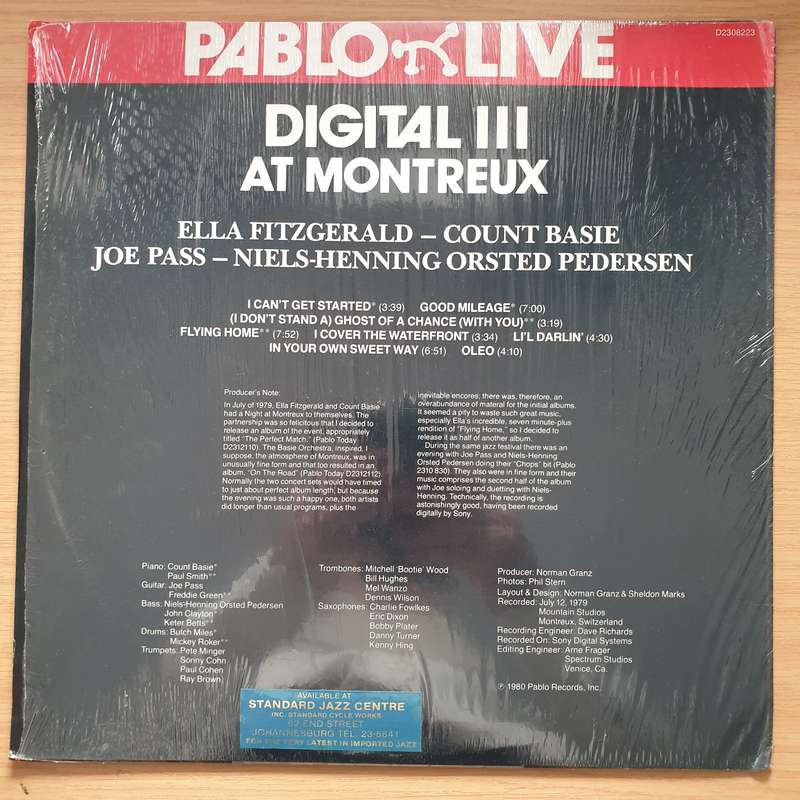 PABLO LIVE
D2308223
DIGITAL III
AT MONTREUX
ELLA FITZGERALD – COUNT BASIE
JOE PASS – NIELS-HENNING ORSTED PEDERSEN
I CAN'T GET STARTED* (3:39) GOOD MILEAGE* (7:00)
(I DON'T STAND A) GHOST OF A CHANCE (WITH YOU)** (3:19)
FLYING HOME** (7:52) I COVER THE WATERFRONT (3:34) LI'L DARLIN' (4:30)
IN YOUR OWN SWEET WAY (6:51) OLEO (4:10)
Producer's Note:
In July of 1979, Ella Fitzgerald and Count Basie
had a Night at Montreux to themselves. The
partnership was so felicitous that I decided to
release an album of the event, appropriately
titled "The Perfect Match." (Pablo Today
D2312110). The Basie Orchestra, inspired, I
suppose, by the atmosphere of Montreux, was in
unusually fine form and that too resulted in an
album, "On The Road" (Pablo Today D2312112)
Normally the two concert sets would have timed
to just about perfect album length, but because
the evening was such a happy one, both artists
did longer than usual programs, plus the
inevitable encores; there was, therefore, an
overabundance of material for the initial albums.
It seemed a pity to waste such great music,
especially Ella's incredible, seven minute-plus
rendition of "Flying Home," so I decided to
release it as half of another album.
During the same jazz festival there was an
evening with Joe Pass and Niels-Henning
Orsted Pedersen doing their "Chops" bit (Pablo
2310 830). They also were in fine form and their
music comprises the second half of the album
with Joe soloing and duetting with Niels-
Henning. Technically, the recording is
astonishingly good, having been recorded
digitally by Sony.
Piano: Count Basie*
Paul Smith**
Guitar: Joe Pass
Freddie Green**
Bass: Niels-Henning Orsted Pedersen
John Clayton*
Keter Betts**
Drums: Butch Miles*
Mickey Roker**
Trumpets: Pete Minger
Sonny Cohn
Paul Cohen
Ray Brown
Trombones: Mitchell 'Bootie' Wood
Bill Hughes
Mel Wanzo
Dennis Wilson
Saxophones: Charlie Fowlkes
Eric Dixon
Bobby Plater
Danny Turner
Kenny Hing
Producer: Norman Granz
Photos: Phil Stern
Layout & Design: Norman Granz & Sheldon Marks
Recorded: July 12, 1979
Mountain Studios
Montreux, Switzerland
Recording Engineer: Dave Richards
Recorded On: Sony Digital Systems
Editing Engineer: Arne Frager
Spectrum Studios
Venice, Ca.
℗ 1980 Pablo Records, Inc.
AVAILABLE AT
STANDARD JAZZ CENTRE
INC. STANDARD CYCLE WORKS
62 END STREET
JOHANNESBURG TEL. 23-6641
FOR THE VERY LATEST IN IMPORTED JAZZ